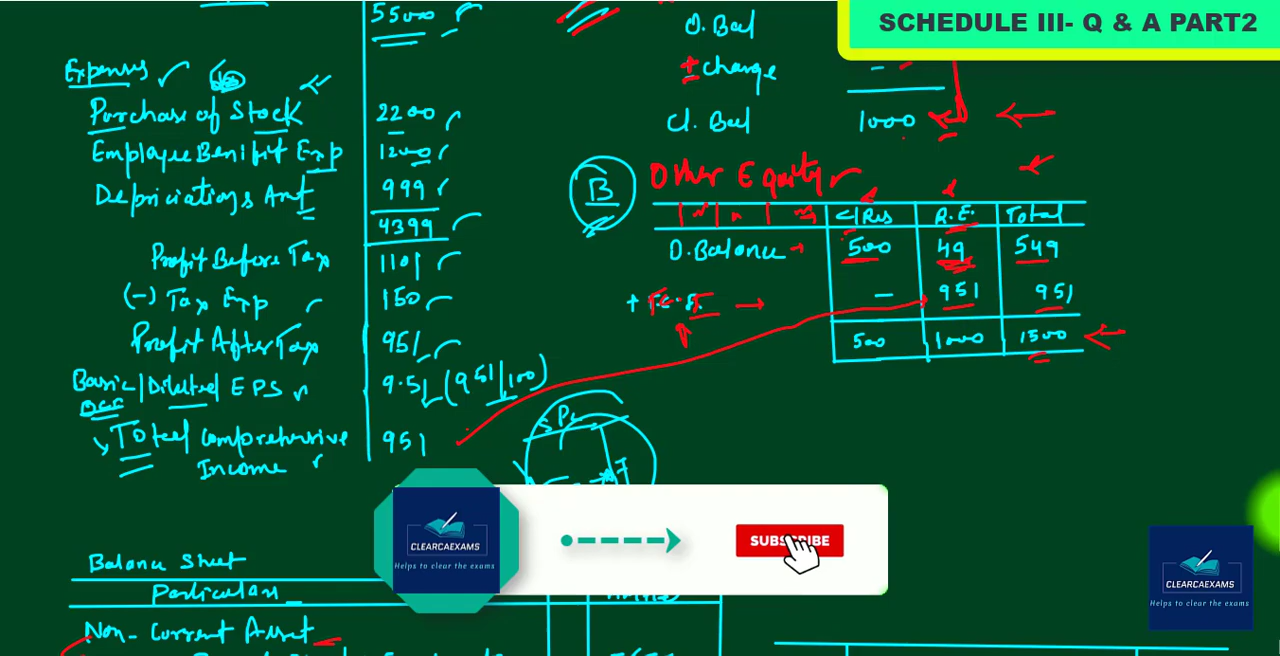 SCHEDULE III- Q & A PART2
5500
Expenses
Purchase of Stock 2200
Employee Benifit Exp 1200
Depriciations Amt 999
4399
Profit Before Tax 1101
(-) Tax Exp 150
Profit After Tax 951
Basic/Diluted EPS 9.51 (951/100)
Total Comprehensive 951
Income
O. Bal
± Change -
Cl. Bal 1000
B Other Equity
R.E. Total
O. Balance 500 49 549
+ T.C.I. — 951 951
500 1000 1500
SPL
CLEARCAEXAMS
Helps to clear the exams
SUBSCRIBE
CLEARCAEXAMS
Helps to clear the exams
Balance Sheet
Particulars
Non-Current Asset